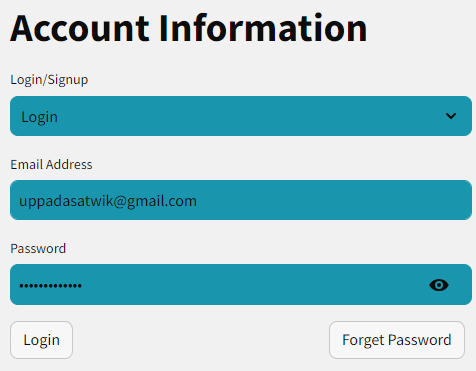 Account Information
Login/Signup
Login
Email Address
uppadasatwik@gmail.com
Password
•••••••••••••
Login Forget Password